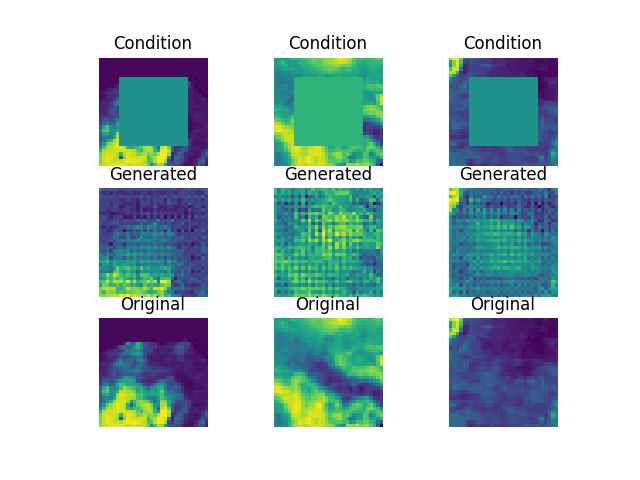 Condition Condition Condition
Generated Generated Generated
Original Original Original